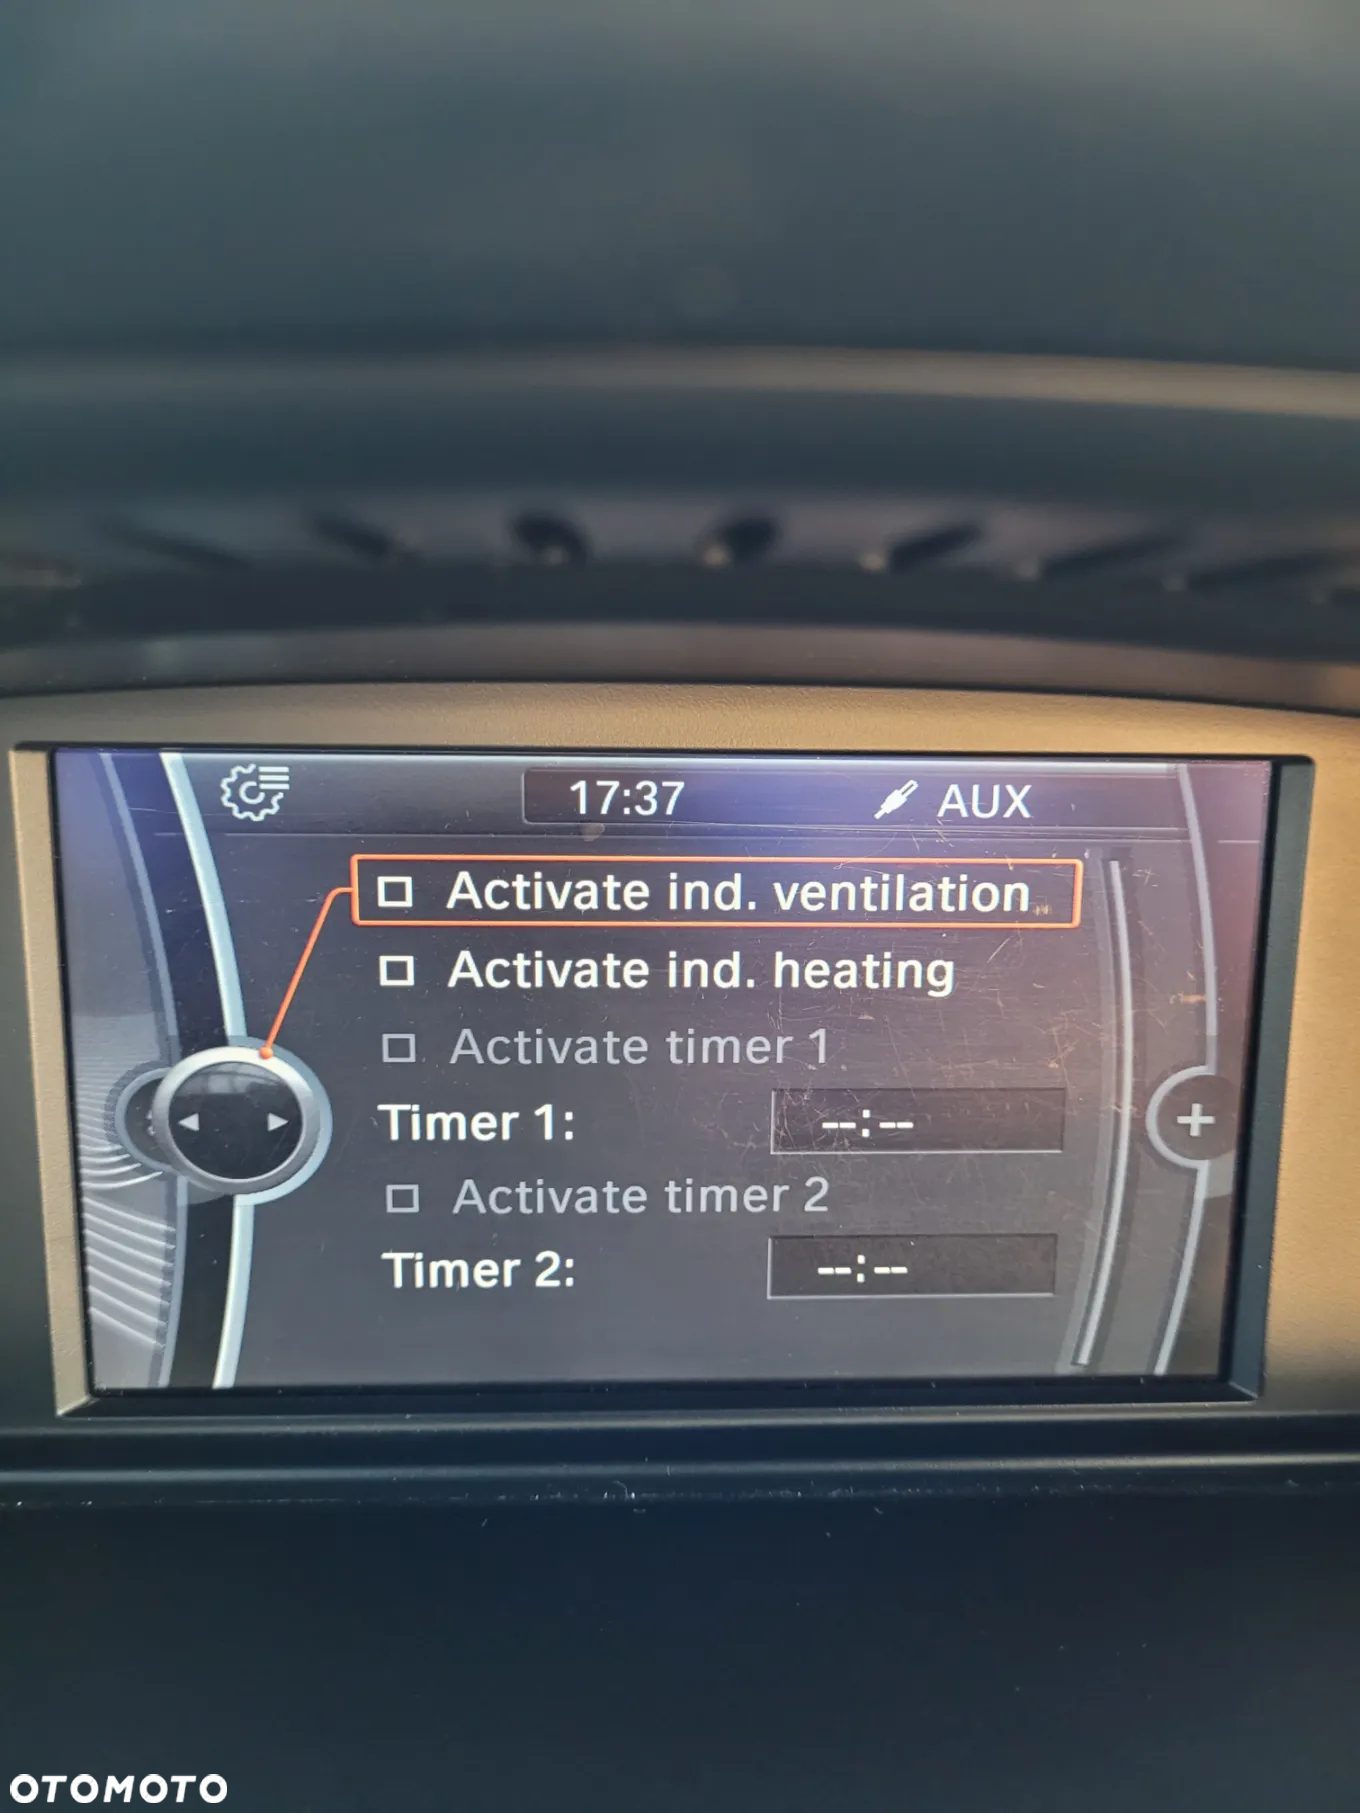 17:37 AUX
Activate ind. ventilation
Activate ind. heating
Activate timer 1
Timer 1: --:--
Activate timer 2
Timer 2: --:--
OTOMOTO